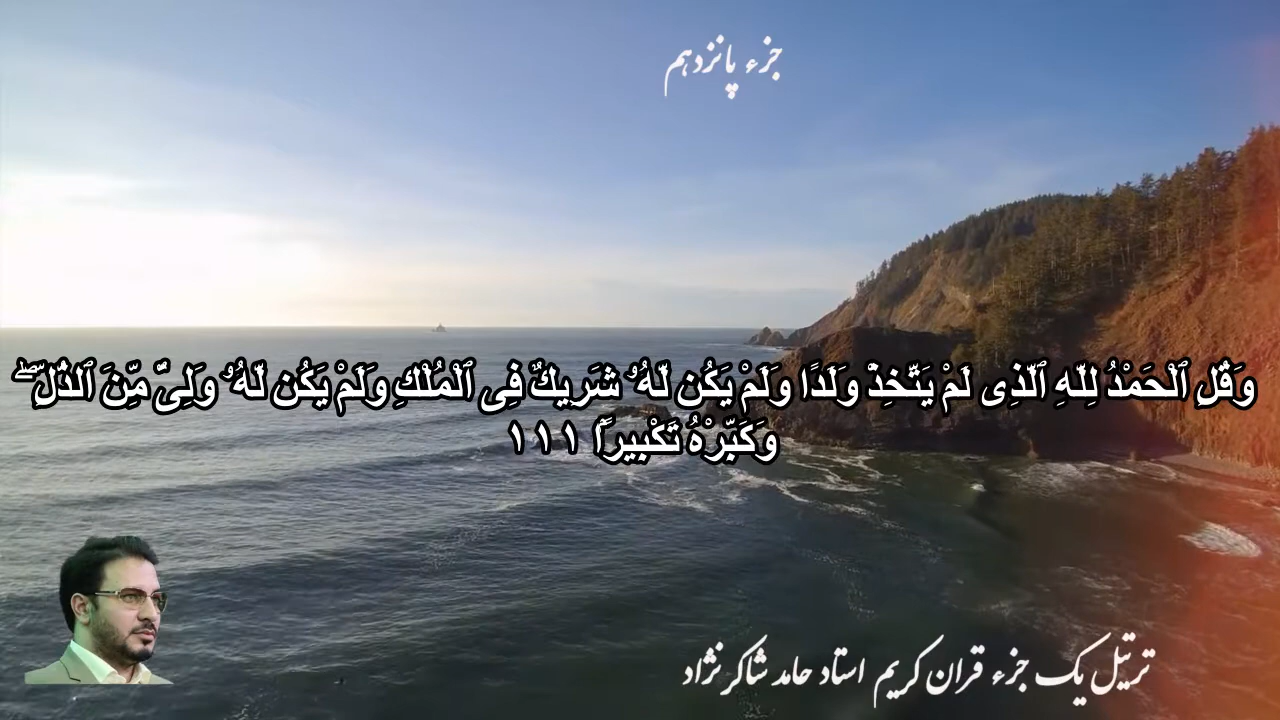 جزء پانزدهم
وَقُلِ ٱلْحَمْدُ لِلَّهِ ٱلَّذِى لَمْ يَتَّخِذْ وَلَدًا وَلَمْ يَكُن لَّهُۥ شَرِيكٌ فِى ٱلْمُلْكِ وَلَمْ يَكُن لَّهُۥ وَلِىٌّ مِّنَ ٱلذُّلِّ ۖ
وَكَبِّرْهُ تَكْبِيرًۢا ١١١
ترتیل یک جزء قران کریم استاد حامد شاکرنژاد